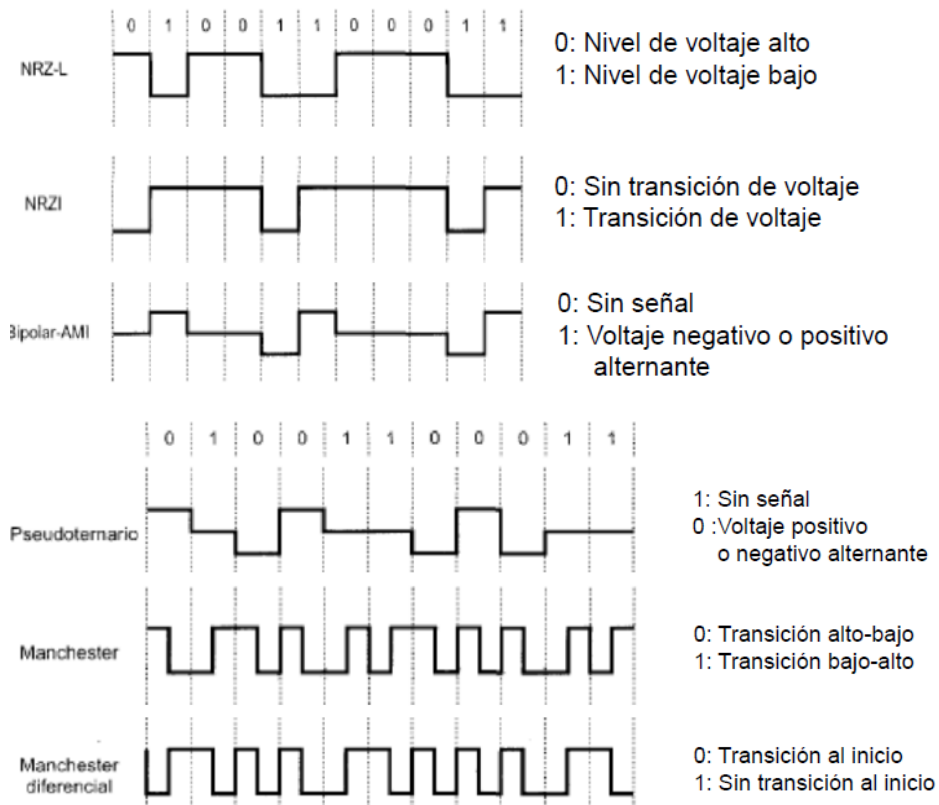 0 1 0 0 1 1 0 0 0 1 1
NRZ-L
0: Nivel de voltaje alto
1: Nivel de voltaje bajo
NRZI
0: Sin transición de voltaje
1: Transición de voltaje
Bipolar-AMI
0: Sin señal
1: Voltaje negativo o positivo
alternante
0 1 0 0 1 1 0 0 0 1 1
Pseudoternario
1: Sin señal
0 :Voltaje positivo
o negativo alternante
Manchester
0: Transición alto-bajo
1: Transición bajo-alto
Manchester
diferencial
0: Transición al inicio
1: Sin transición al inicio